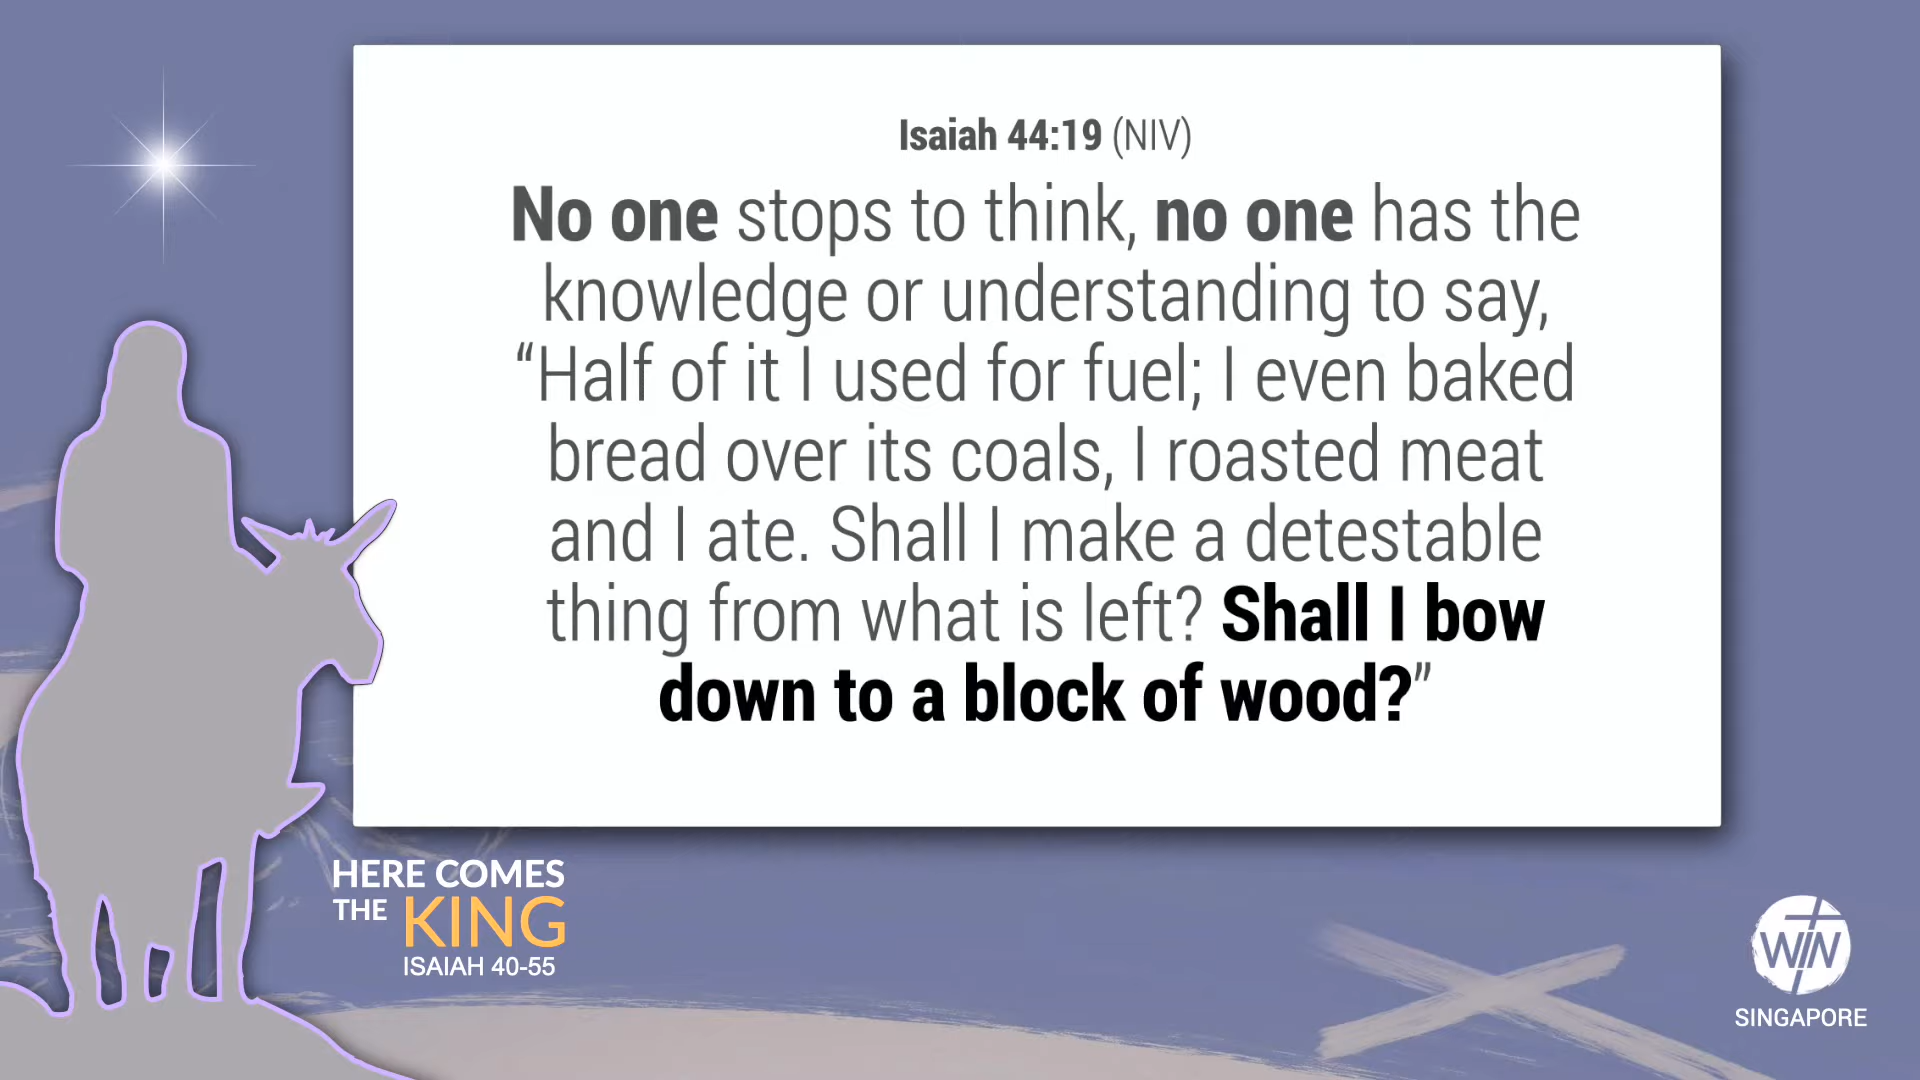 Isaiah 44:19 (NIV)
No one stops to think, no one has the
knowledge or understanding to say,
“Half of it I used for fuel; I even baked
bread over its coals, I roasted meat
and I ate. Shall I make a detestable
thing from what is left? Shall I bow
down to a block of wood?”
HERE COMES
THE KING
ISAIAH 40-55
WIN
SINGAPORE